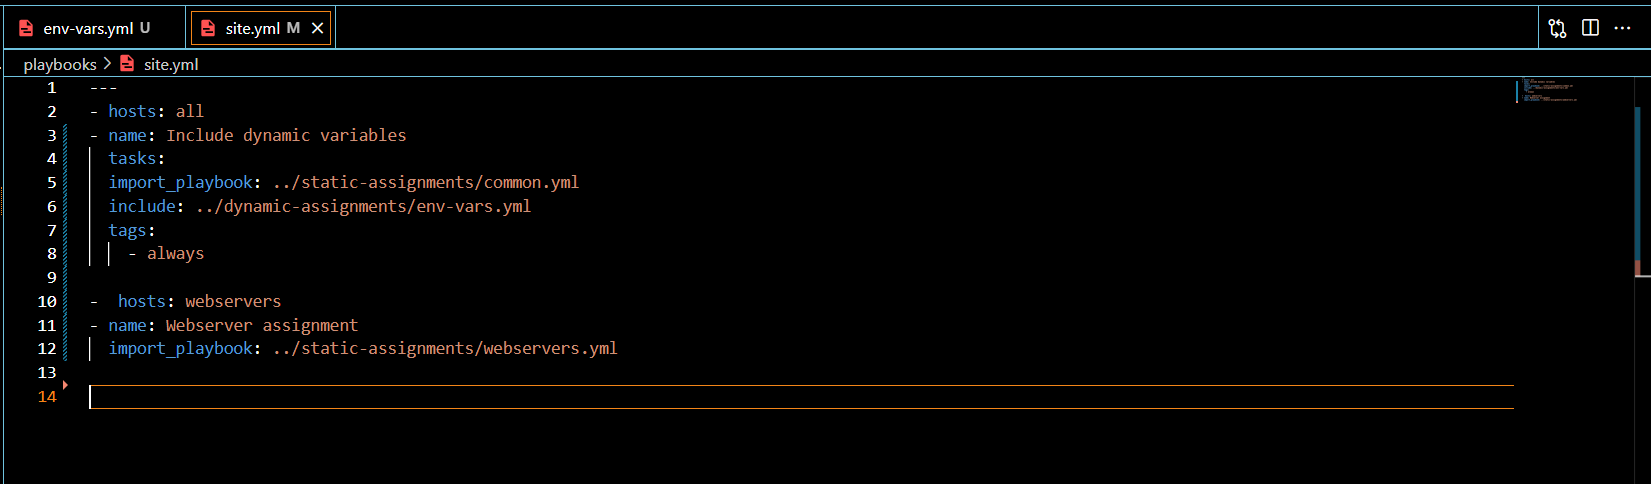 env-vars.yml U
site.yml M
playbooks > site.yml
1 ---
2 - hosts: all
3 - name: Include dynamic variables
4 tasks:
5 import_playbook: ../static-assignments/common.yml
6 include: ../dynamic-assignments/env-vars.yml
7 tags:
8 - always
9
10 - hosts: webservers
11 - name: Webserver assignment
12 import_playbook: ../static-assignments/webservers.yml
13
14